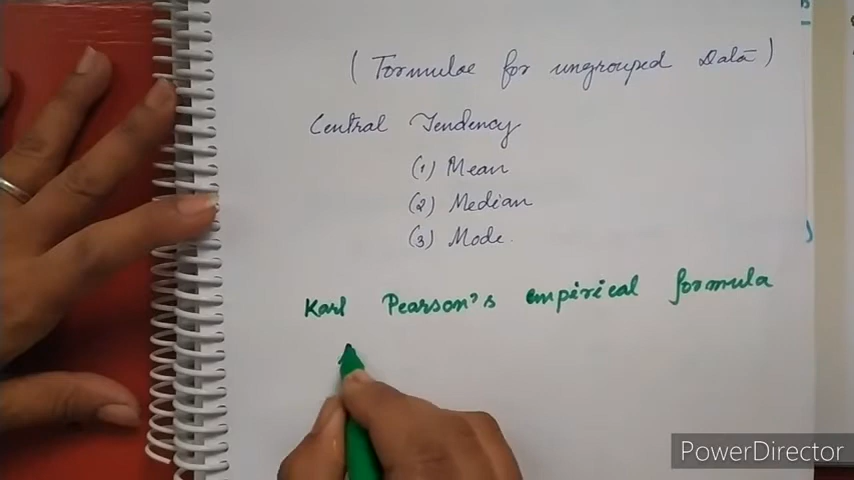 (Formulae for ungrouped Data)
Central Tendency
(1) Mean
(2) Median
(3) Mode.
Karl Pearson's empirical formula
PowerDirector